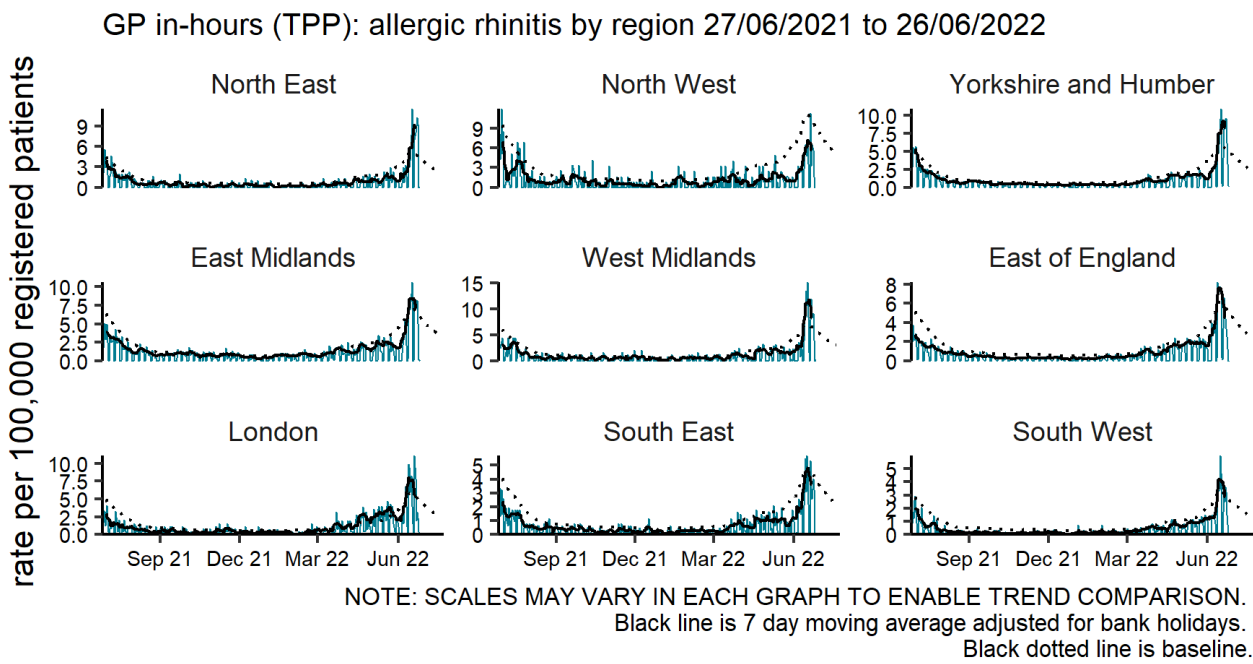 GP in-hours (TPP): allergic rhinitis by region 27/06/2021 to 26/06/2022
rate per 100,000 registered patients
North East
9
6
3
0
North West
9
6
3
0
Yorkshire and Humber
10.0
7.5
5.0
2.5
0.0
East Midlands
10.0
7.5
5.0
2.5
0.0
West Midlands
15
10
5
0
East of England
8
6
4
2
0
London
10.0
7.5
5.0
2.5
0.0
Sep 21 Dec 21 Mar 22 Jun 22
South East
5
4
3
2
1
0
Sep 21 Dec 21 Mar 22 Jun 22
South West
5
4
3
2
1
0
Sep 21 Dec 21 Mar 22 Jun 22
NOTE: SCALES MAY VARY IN EACH GRAPH TO ENABLE TREND COMPARISON.
Black line is 7 day moving average adjusted for bank holidays.
Black dotted line is baseline.